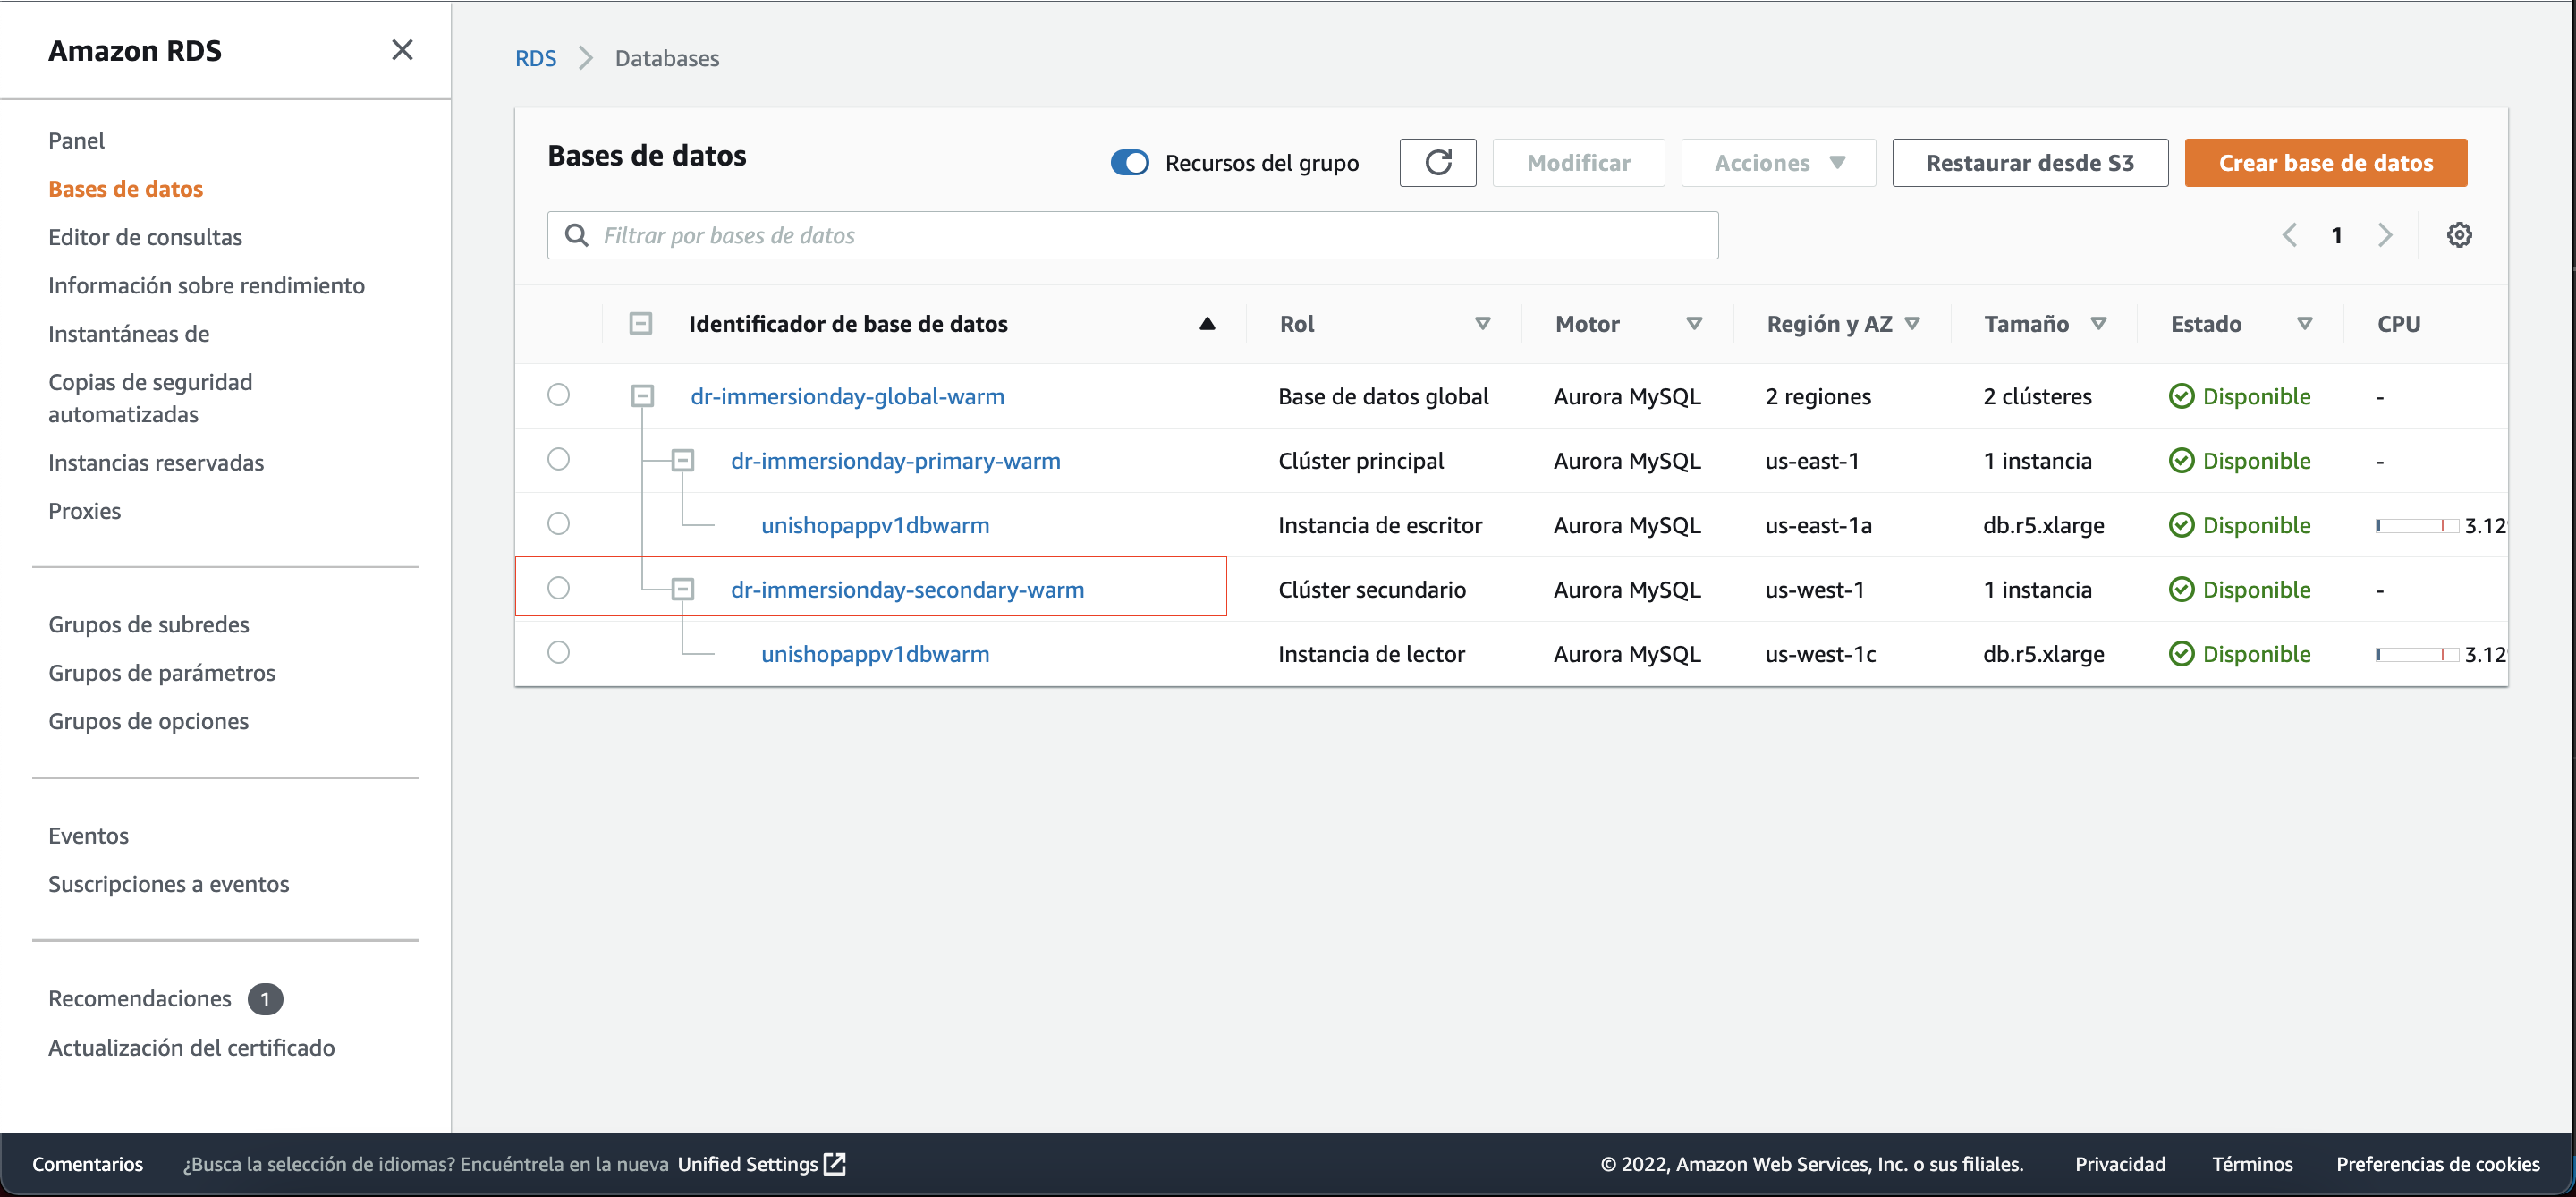 Amazon RDS
Panel
Bases de datos
Editor de consultas
Información sobre rendimiento
Instantáneas de
Copias de seguridad
automatizadas
Instancias reservadas
Proxies
Grupos de subredes
Grupos de parámetros
Grupos de opciones
Eventos
Suscripciones a eventos
Recomendaciones 1
Actualización del certificado
RDS Databases
Bases de datos Recursos del grupo Modificar Acciones Restaurar desde S3 Crear base de datos
Filtrar por bases de datos 1
Identificador de base de datos Rol Motor Región y AZ Tamaño Estado CPU
dr-immersionday-global-warm Base de datos global Aurora MySQL 2 regiones 2 clústeres Disponible -
dr-immersionday-primary-warm Clúster principal Aurora MySQL us-east-1 1 instancia Disponible -
unishopappv1dbwarm Instancia de escritor Aurora MySQL us-east-1a db.r5.xlarge Disponible 3.12
dr-immersionday-secondary-warm Clúster secundario Aurora MySQL us-west-1 1 instancia Disponible -
unishopappv1dbwarm Instancia de lector Aurora MySQL us-west-1c db.r5.xlarge Disponible 3.12
Comentarios ¿Busca la selección de idiomas? Encuéntrela en la nueva Unified Settings © 2022, Amazon Web Services, Inc. o sus filiales. Privacidad Términos Preferencias de cookies